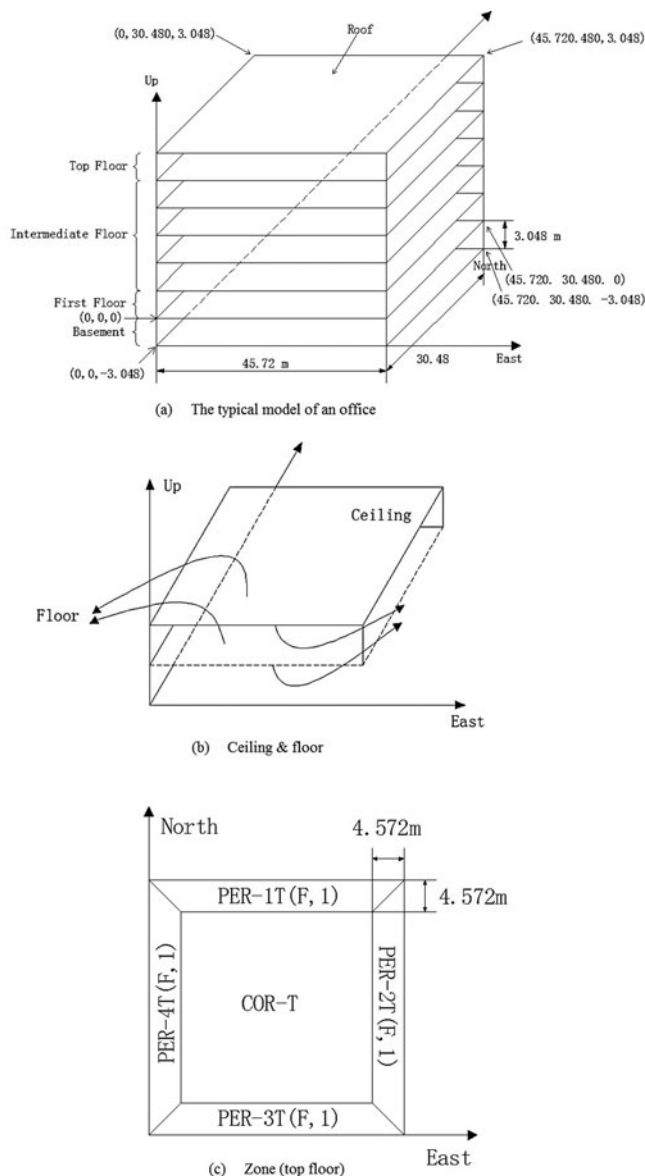 (0,30.480,3.048)
Roof
(45.720.480,3.048)
Up
Top Floor
Intermediate Floor
3.048 m
North
First Floor
(45.720. 30.480. 0)
(0,0,0)
(45.720. 30.480. -3.048)
Basement
45.72 m
30.48
East
(0,0,-3.048)
(a) The typical model of an office
Up
Ceiling
Floor
East
(b) Ceiling & floor
North
4.572m
PER-1T(F,1)
4.572m
PER-4T(F,1)
COR-T
PER-2T(F,1)
PER-3T(F,1)
East
(c) Zone (top floor)